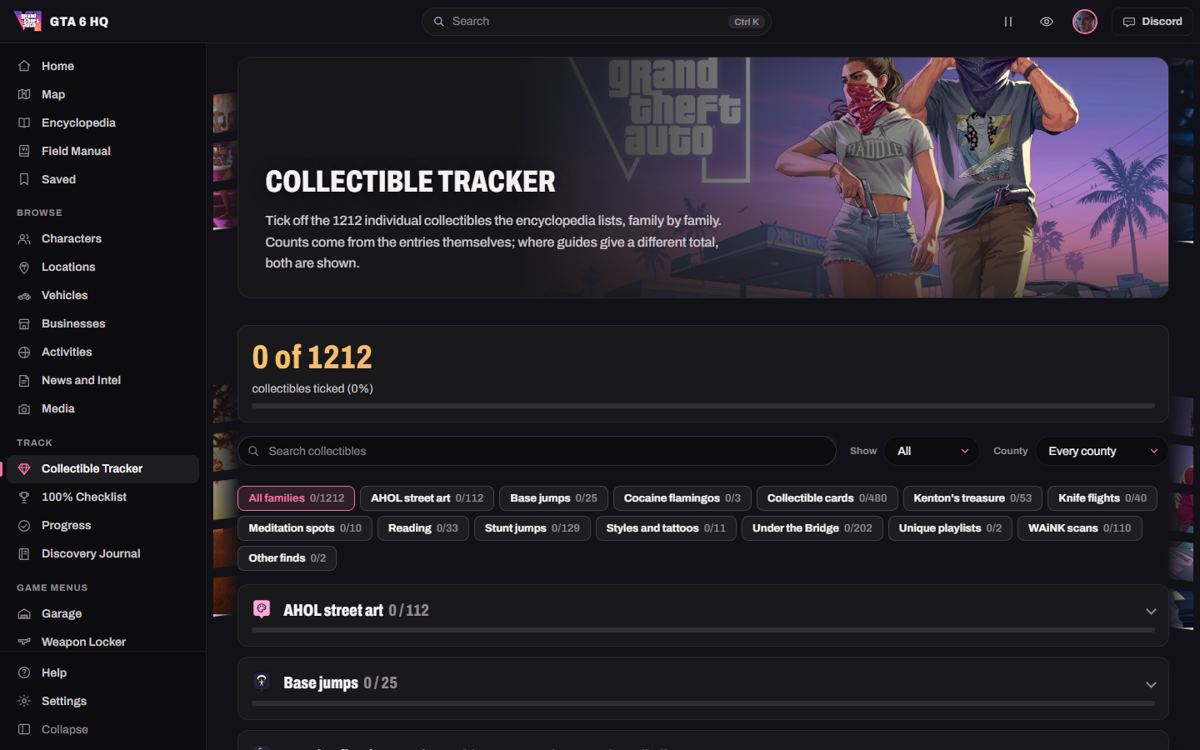 GTA 6 HQ
Search
Ctrl K
Discord
Home
Map
Encyclopedia
Field Manual
Saved
BROWSE
Characters
Locations
Vehicles
Businesses
Activities
News and Intel
Media
TRACK
Collectible Tracker
100% Checklist
Progress
Discovery Journal
GAME MENUS
Garage
Weapon Locker
Help
Settings
Collapse
grand
theft
auto
COLLECTIBLE TRACKER
Tick off the 1212 individual collectibles the encyclopedia lists, family by family.
Counts come from the entries themselves; where guides give a different total,
both are shown.
0 of 1212
collectibles ticked (0%)
Search collectibles
Show All County Every county
All families 0/1212 AHOL street art 0/112 Base jumps 0/25 Cocaine flamingos 0/3 Collectible cards 0/480 Kenton's treasure 0/53 Knife flights 0/40
Meditation spots 0/10 Reading 0/33 Stunt jumps 0/129 Styles and tattoos 0/11 Under the Bridge 0/202 Unique playlists 0/2 WAiNK scans 0/110
Other finds 0/2
AHOL street art 0 / 112
Base jumps 0 / 25